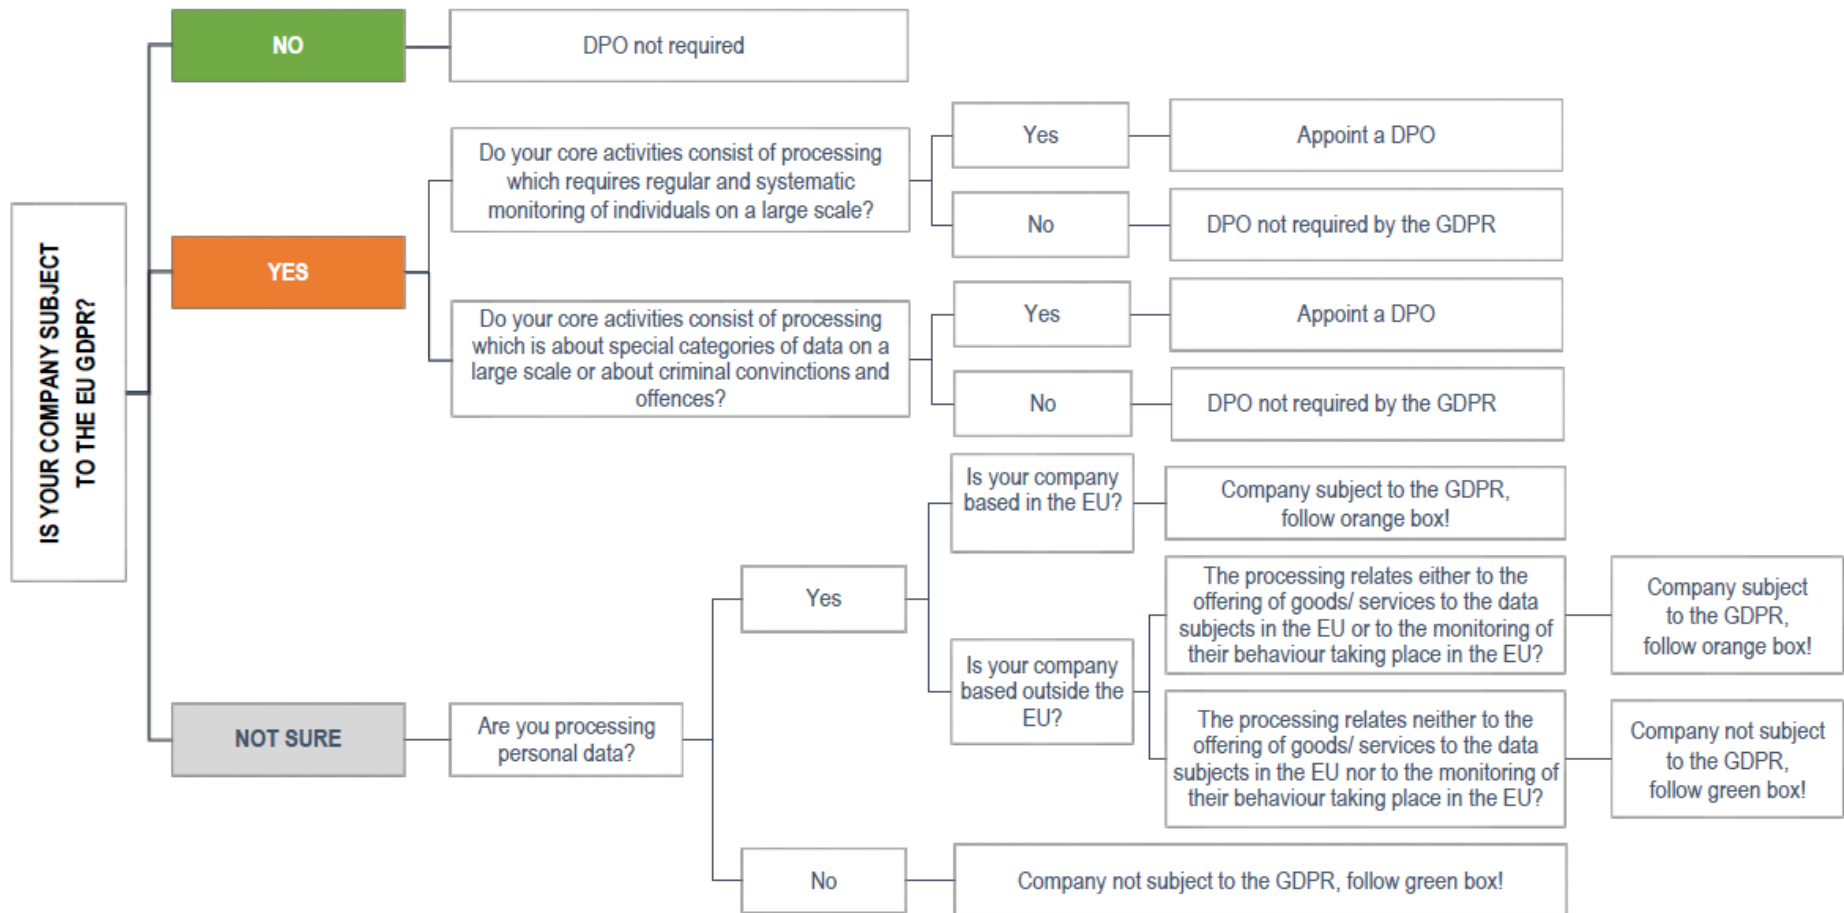 IS YOUR COMPANY SUBJECT
TO THE EU GDPR?
NO
DPO not required
YES
Do your core activities consist of processing
which requires regular and systematic
monitoring of individuals on a large scale?
Yes
Appoint a DPO
No
DPO not required by the GDPR
Do your core activities consist of processing
which is about special categories of data on a
large scale or about criminal convinctions and
offences?
Yes
Appoint a DPO
No
DPO not required by the GDPR
NOT SURE
Are you processing
personal data?
Yes
Is your company
based in the EU?
Company subject to the GDPR,
follow orange box!
Is your company
based outside the
EU?
The processing relates either to the
offering of goods/ services to the data
subjects in the EU or to the monitoring of
their behaviour taking place in the EU?
Company subject
to the GDPR,
follow orange box!
The processing relates neither to the
offering of goods/ services to the data
subjects in the EU nor to the monitoring of
their behaviour taking place in the EU?
Company not subject
to the GDPR,
follow green box!
No
Company not subject to the GDPR, follow green box!